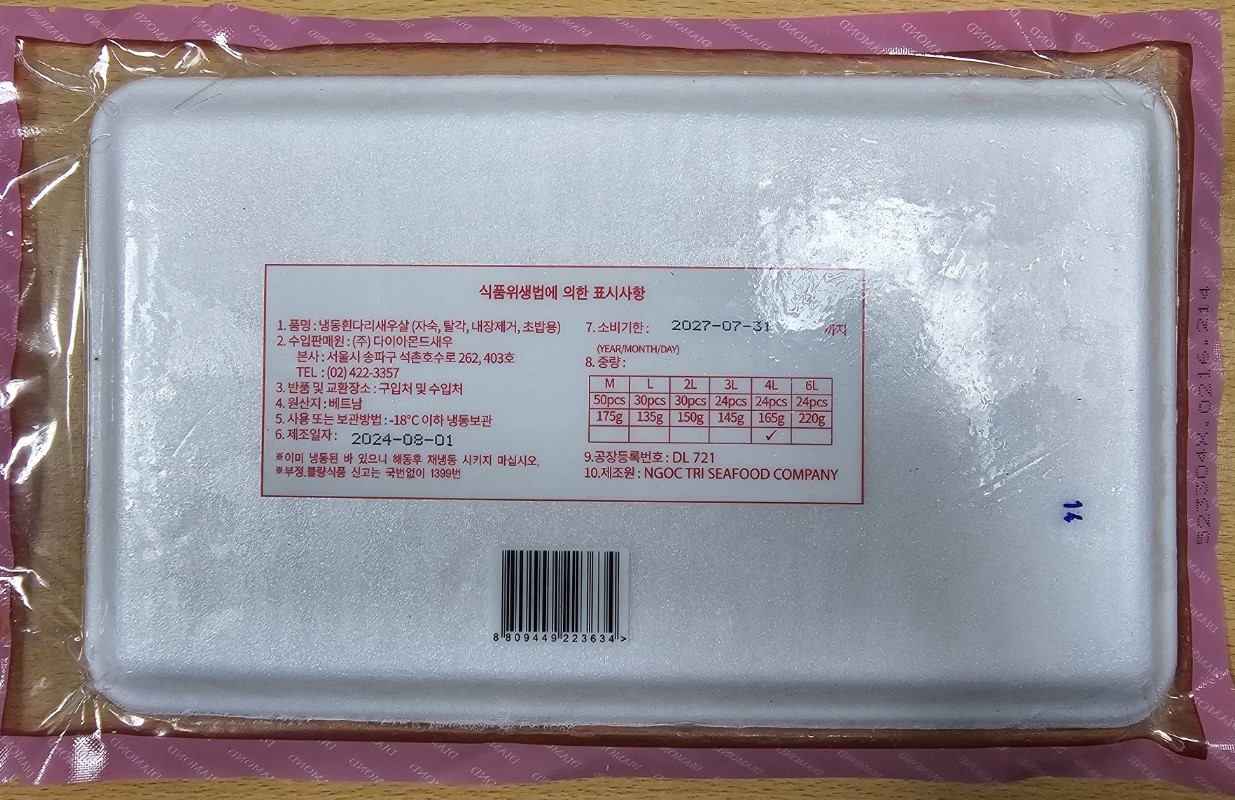 식품위생법에 의한 표시사항
1. 품명 : 냉동흰다리새우살 (자숙, 탈각, 내장제거, 초밥용)
2. 수입판매원 : (주) 다이아몬드새우
본사 : 서울시 송파구 석촌호수로 262, 403호
TEL : (02) 422-3357
3. 반품 및 교환장소 : 구입처 및 수입처
4. 원산지 : 베트남
5. 사용 또는 보관방법 : -18°C 이하 냉동보관
6. 제조일자 : 2024-08-01
※이미 냉동된 바 있으니 해동후 재냉동 시키지 마십시오.
※부정.불량식품 신고는 국번없이 1399번
7. 소비기한 : 2027-07-31 까지
(YEAR/MONTH/DAY)
8. 중량 :
M L 2L 3L 4L 6L
50pcs 30pcs 30pcs 24pcs 24pcs 24pcs
175g 135g 150g 145g 165g 220g
✓
9.공장등록번호 : DL 721
10.제조원 : NGOC TRI SEAFOOD COMPANY
8 809449 223634 >
14
DIAMOND